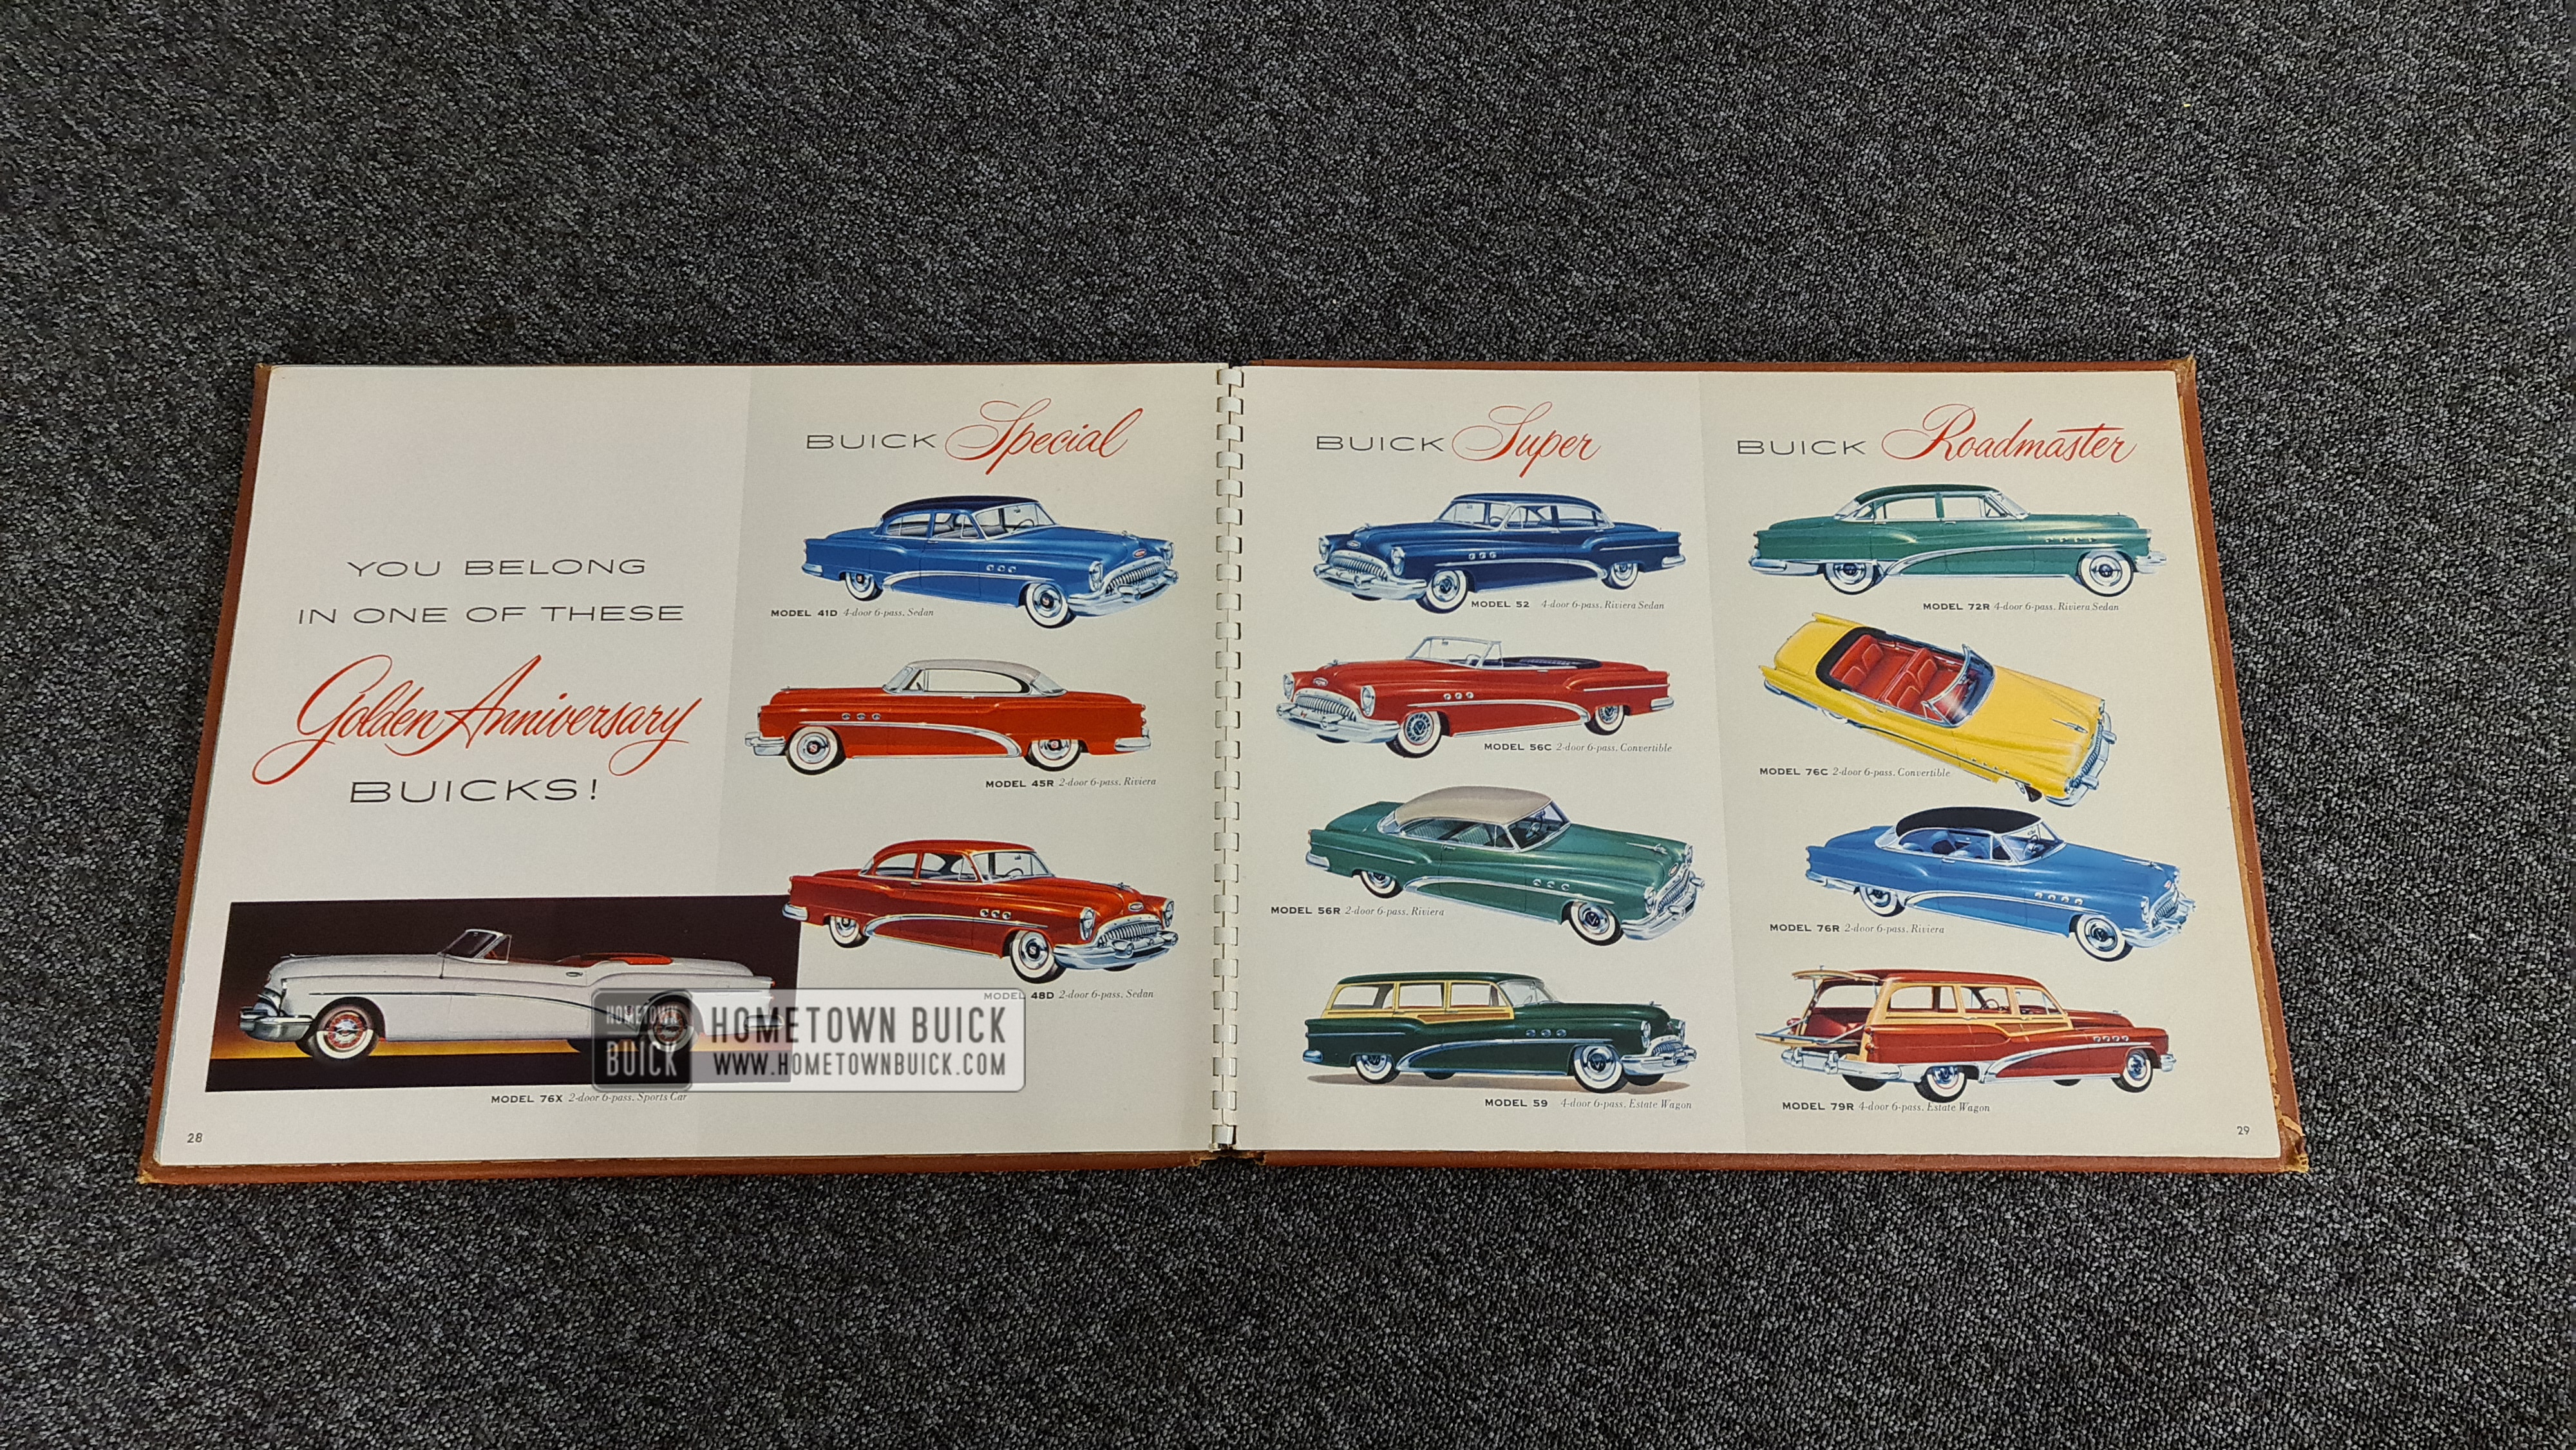 YOU BELONG
IN ONE OF THESE
Golden Anniversary
BUICKS!
MODEL 76X 2-door 6-pass. Sports Car
28
BUICK Special
MODEL 41D 4-door 6-pass. Sedan
MODEL 45R 2-door 6-pass. Riviera
MODEL 48D 2-door 6-pass. Sedan
HOMETOWN
BUICK
HOMETOWN BUICK
WWW.HOMETOWNBUICK.COM
BUICK Super
MODEL 52 4-door 6-pass. Riviera Sedan
MODEL 56C 2-door 6-pass. Convertible
MODEL 56R 2-door 6-pass. Riviera
MODEL 59 4-door 6-pass. Estate Wagon
BUICK Roadmaster
MODEL 72R 4-door 6-pass. Riviera Sedan
MODEL 76C 2-door 6-pass. Convertible
MODEL 76R 2-door 6-pass. Riviera
MODEL 79R 4-door 6-pass. Estate Wagon
29